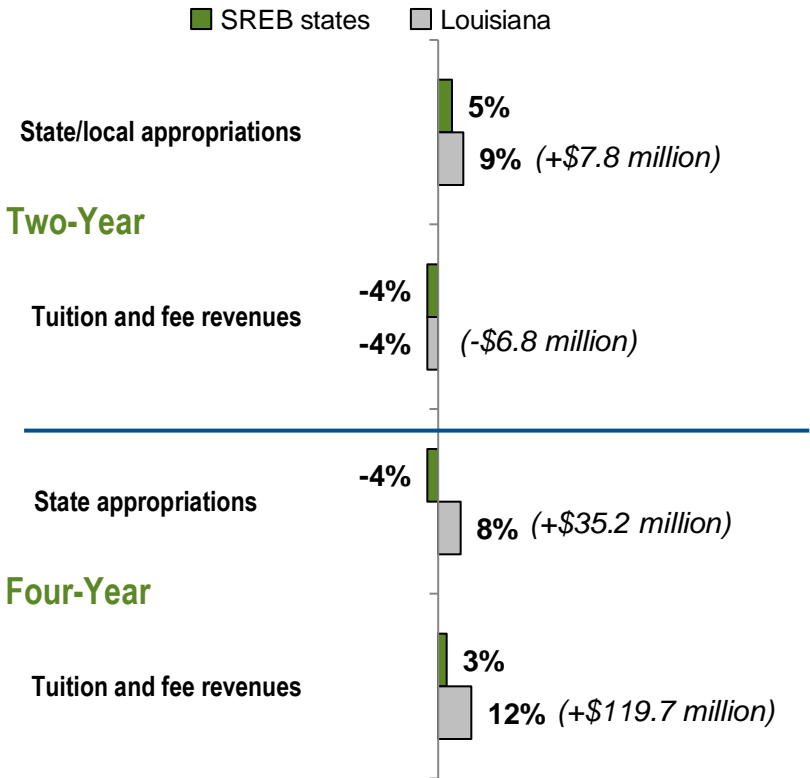 SREB states Louisiana
5%
State/local appropriations
9% (+$7.8 million)
Two-Year
-4%
Tuition and fee revenues
-4% (-$6.8 million)
-4%
State appropriations
8% (+$35.2 million)
Four-Year
3%
Tuition and fee revenues
12% (+$119.7 million)